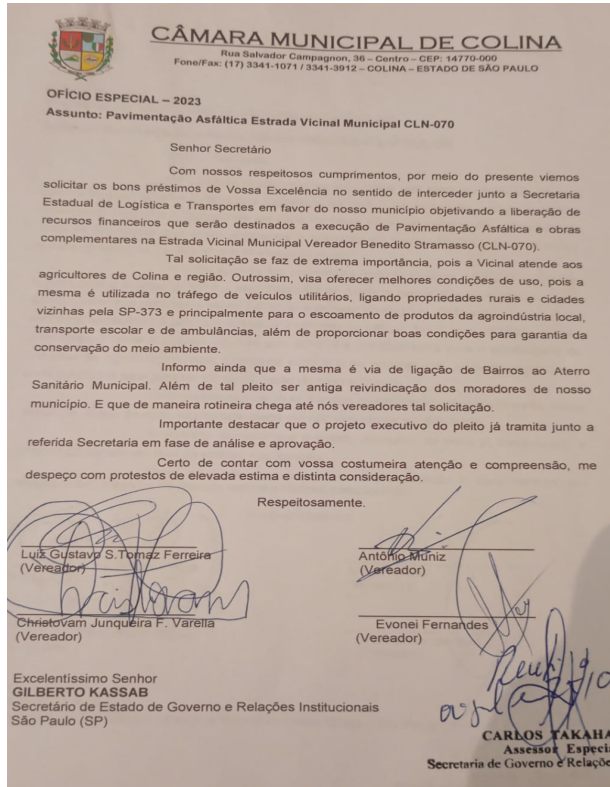 CÂMARA MUNICIPAL DE COLINA
Rua Salvador Campagnon, 36 – Centro – CEP: 14770-000
Fone/Fax: (17) 3341-1071 / 3341-3912 – COLINA – ESTADO DE SÃO PAULO
OFÍCIO ESPECIAL – 2023
Assunto: Pavimentação Asfáltica Estrada Vicinal Municipal CLN-070
Senhor Secretário
Com nossos respeitosos cumprimentos, por meio do presente viemos
solicitar os bons préstimos de Vossa Excelência no sentido de interceder junto a Secretaria
Estadual de Logística e Transportes em favor do nosso município objetivando a liberação de
recursos financeiros que serão destinados a execução de Pavimentação Asfáltica e obras
complementares na Estrada Vicinal Municipal Vereador Benedito Stramasso (CLN-070).
Tal solicitação se faz de extrema importância, pois a Vicinal atende aos
agricultores de Colina e região. Outrossim, visa oferecer melhores condições de uso, pois a
mesma é utilizada no tráfego de veículos utilitários, ligando propriedades rurais e cidades
vizinhas pela SP-373 e principalmente para o escoamento de produtos da agroindústria local,
transporte escolar e de ambulâncias, além de proporcionar boas condições para garantia da
conservação do meio ambiente.
Informo ainda que a mesma é via de ligação de Bairros ao Aterro
Sanitário Municipal. Além de tal pleito ser antiga reivindicação dos moradores de nosso
município. E que de maneira rotineira chega até nós vereadores tal solicitação.
Importante destacar que o projeto executivo do pleito já tramita junto a
referida Secretaria em fase de análise e aprovação.
Certo de contar com vossa costumeira atenção e compreensão, me
despeço com protestos de elevada estima e distinta consideração.
Respeitosamente.
Luiz Gustavo S.Tomaz Ferreira
(Vereador)
Antônio Muniz
(Vereador)
Christovam Junqueira F. Varella
(Vereador)
Evonei Fernandes
(Vereador)
Excelentíssimo Senhor
GILBERTO KASSAB
Secretário de Estado de Governo e Relações Institucionais
São Paulo (SP)
CARLOS TAKAHA
Assessor Especia
Secretaria de Governo e Relaçõe